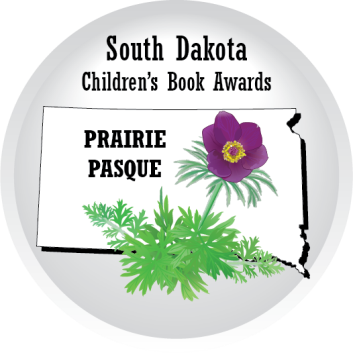 South Dakota
Children's Book Awards
PRAIRIE
PASQUE